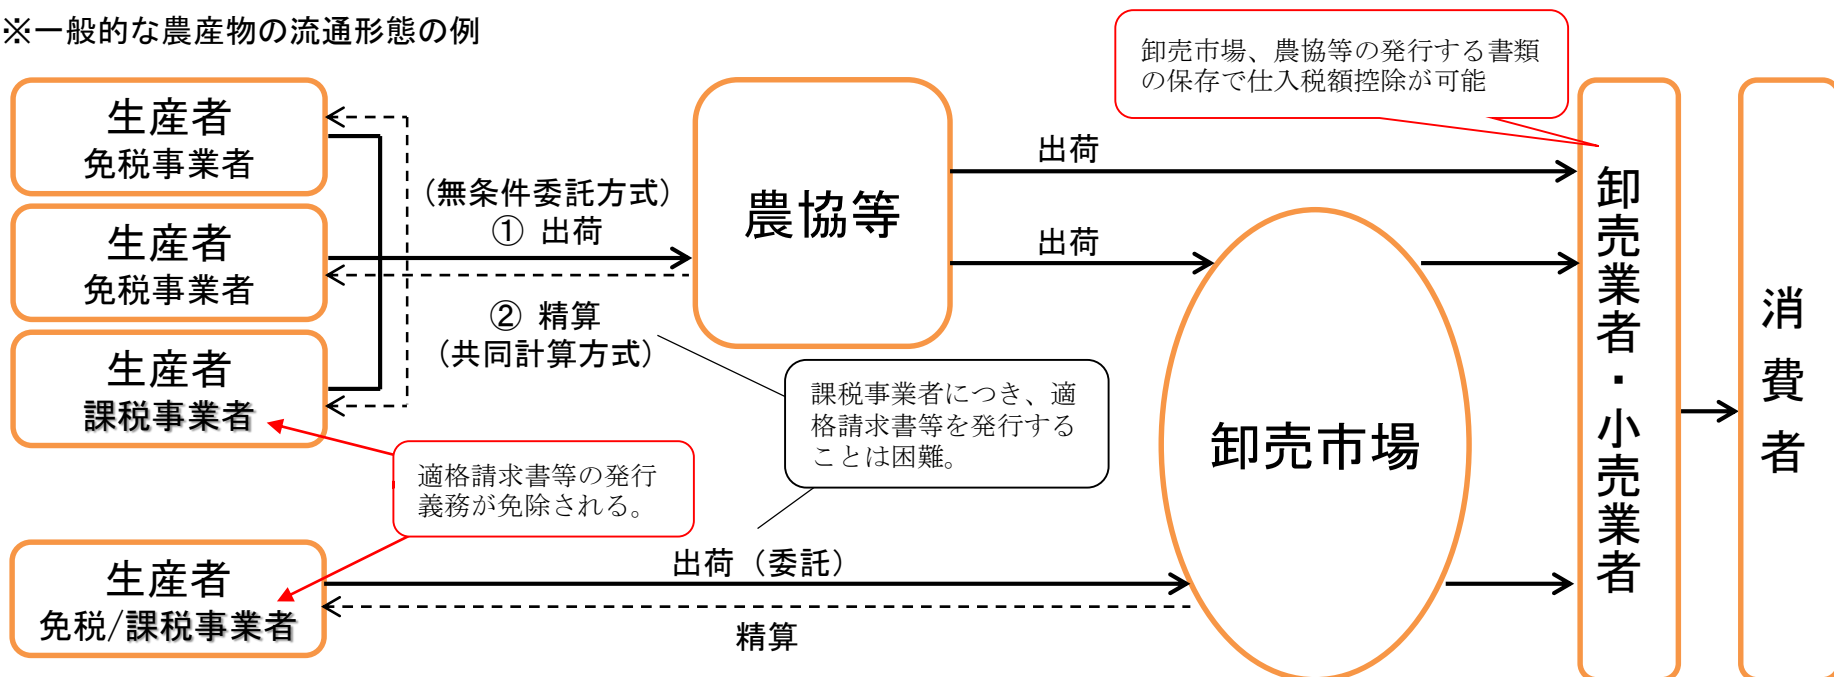 ※一般的な農産物の流通形態の例
卸売市場、農協等の発行する書類
の保存で仕入税額控除が可能
生産者
免税事業者
生産者
免税事業者
生産者
課税事業者
(無条件委託方式)
① 出荷
② 精算
(共同計算方式)
農協等
出荷
出荷
課税事業者につき、適
格請求書等を発行する
ことは困難。
適格請求書等の発行
義務が免除される。
生産者
免税/課税事業者
出荷（委託）
精算
卸売市場
卸売業者・小売業者
消費者